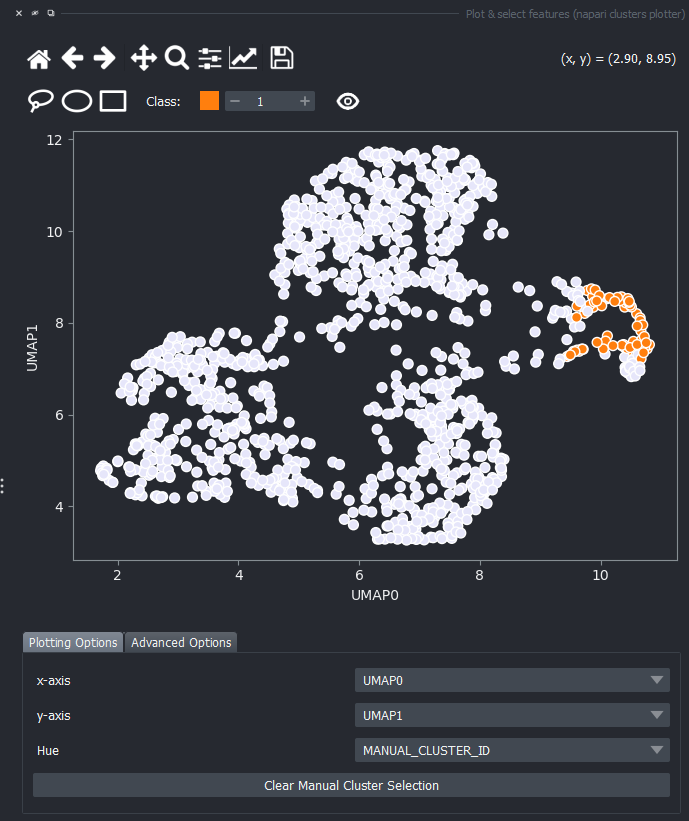 Plot & select features (napari clusters plotter)
(x, y) = (2.90, 8.95)
Class: − 1 +
12
10
8
6
4
UMAP1
2 4 6 8 10
UMAP0
Plotting Options Advanced Options
x-axis UMAP0
y-axis UMAP1
Hue MANUAL_CLUSTER_ID
Clear Manual Cluster Selection